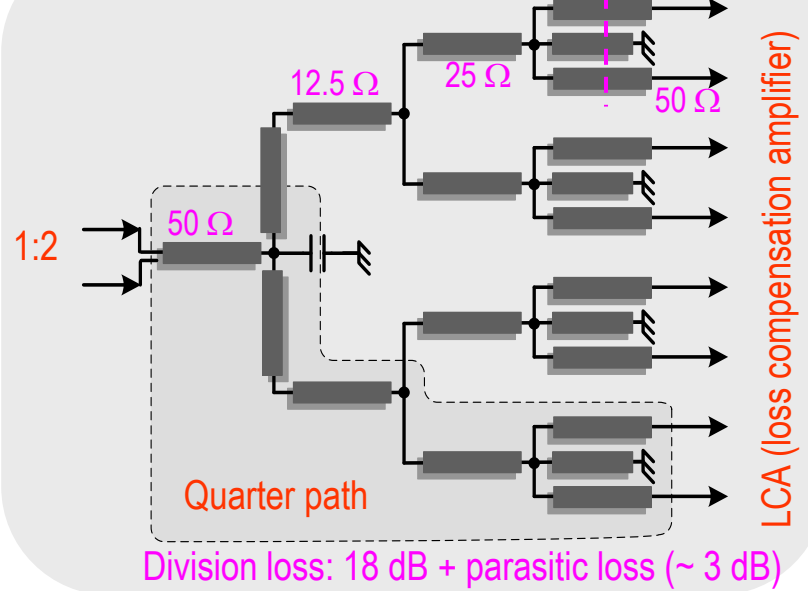 12.5 Ω
25 Ω
50 Ω
50 Ω
1:2
LCA (loss compensation amplifier)
Quarter path
Division loss: 18 dB + parasitic loss (~ 3 dB)